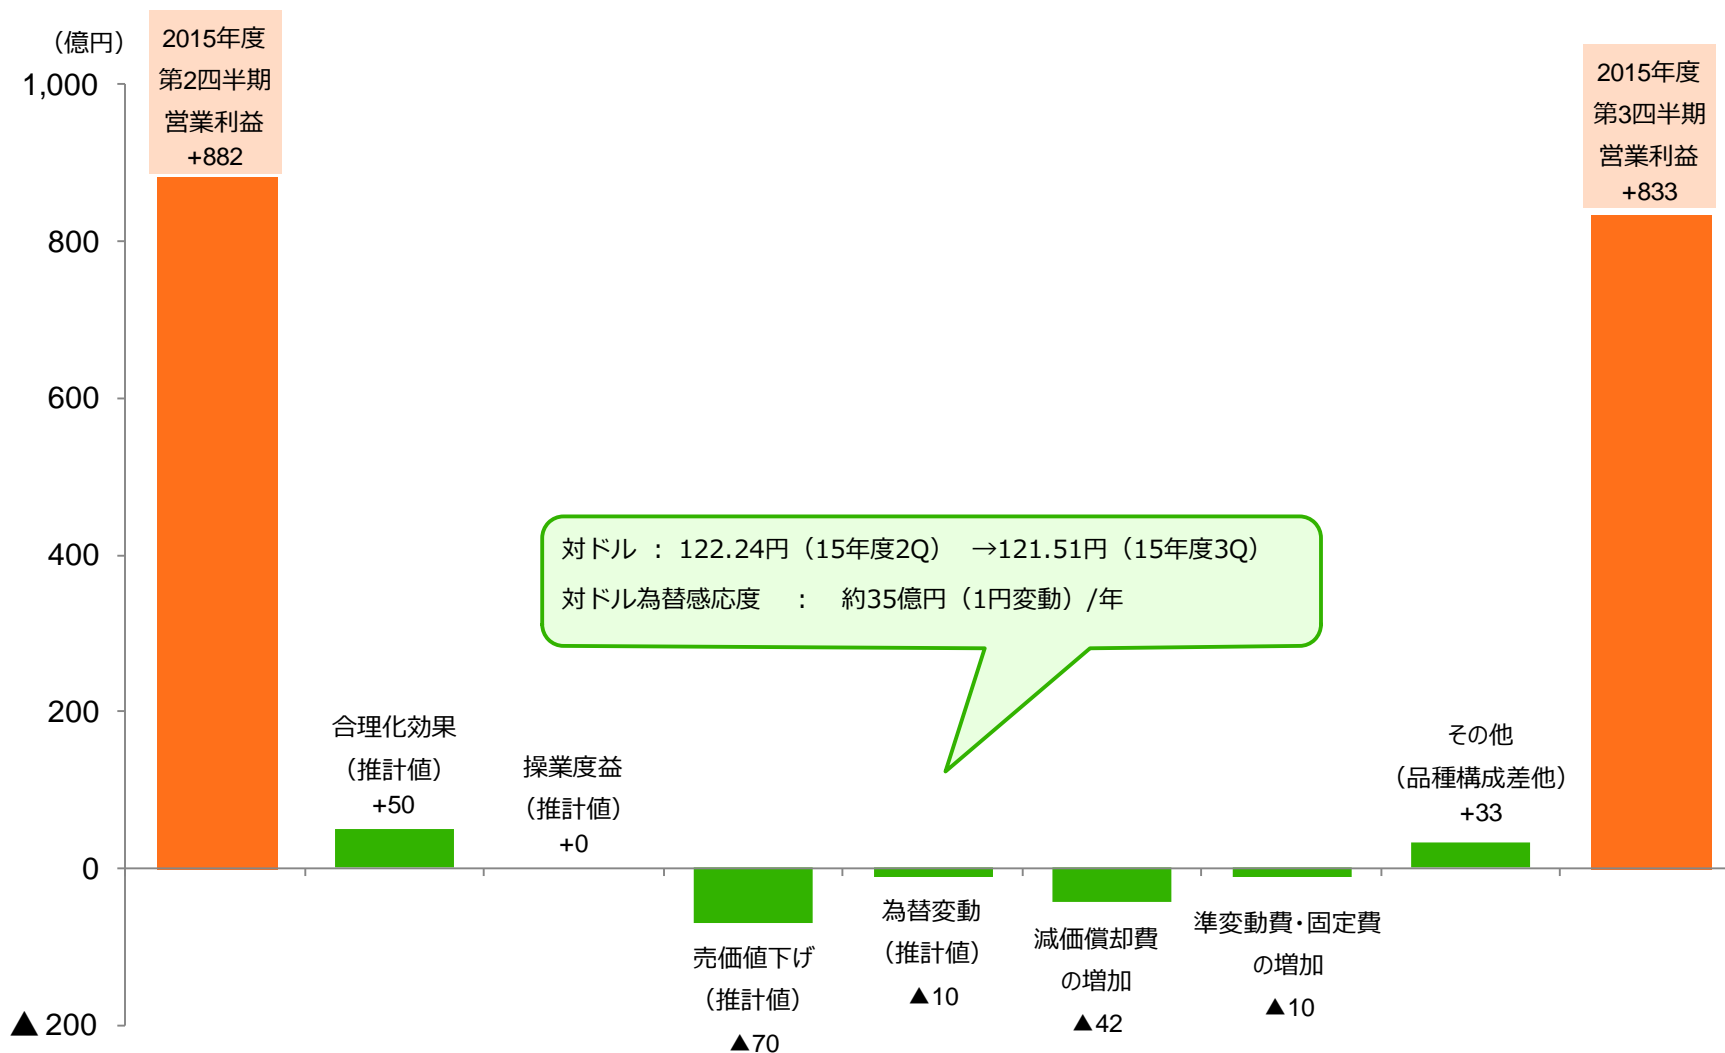 （億円）
1,000
800
600
400
200
0
▲ 200
2015年度
第2四半期
営業利益
+882
合理化効果
（推計値）
+50
操業度益
（推計値）
+0
売価値下げ
（推計値）
▲70
対ドル ： 122.24円（15年度2Q） →121.51円（15年度3Q）
対ドル為替感応度 ： 約35億円（1円変動）/年
為替変動
（推計値）
▲10
減価償却費
の増加
▲42
準変動費・固定費
の増加
▲10
その他
（品種構成差他）
+33
2015年度
第3四半期
営業利益
+833